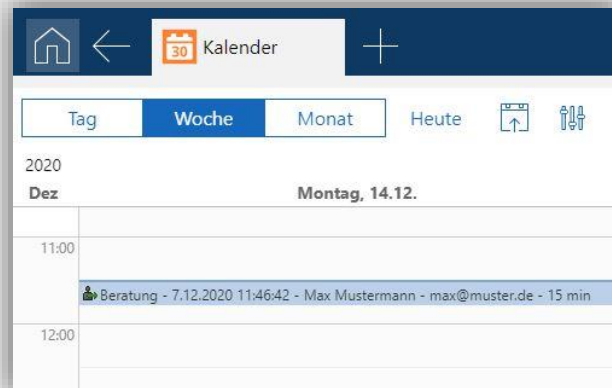 30 Kalender
Tag Woche Monat Heute
2020
Dez Montag, 14.12.
11:00
Beratung - 7.12.2020 11:46:42 - Max Mustermann - max@muster.de - 15 min
12:00